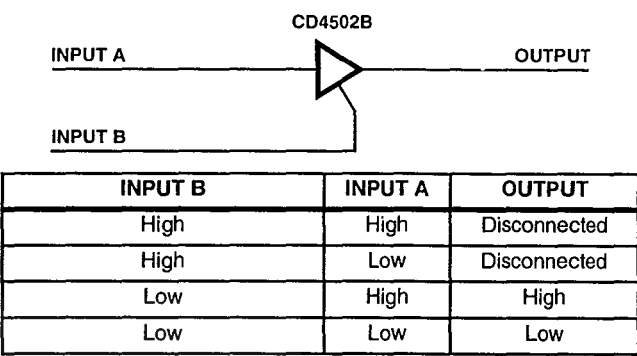 CD4502B
INPUT A
OUTPUT
INPUT B
INPUT B INPUT A OUTPUT
High High Disconnected
High Low Disconnected
Low High High
Low Low Low